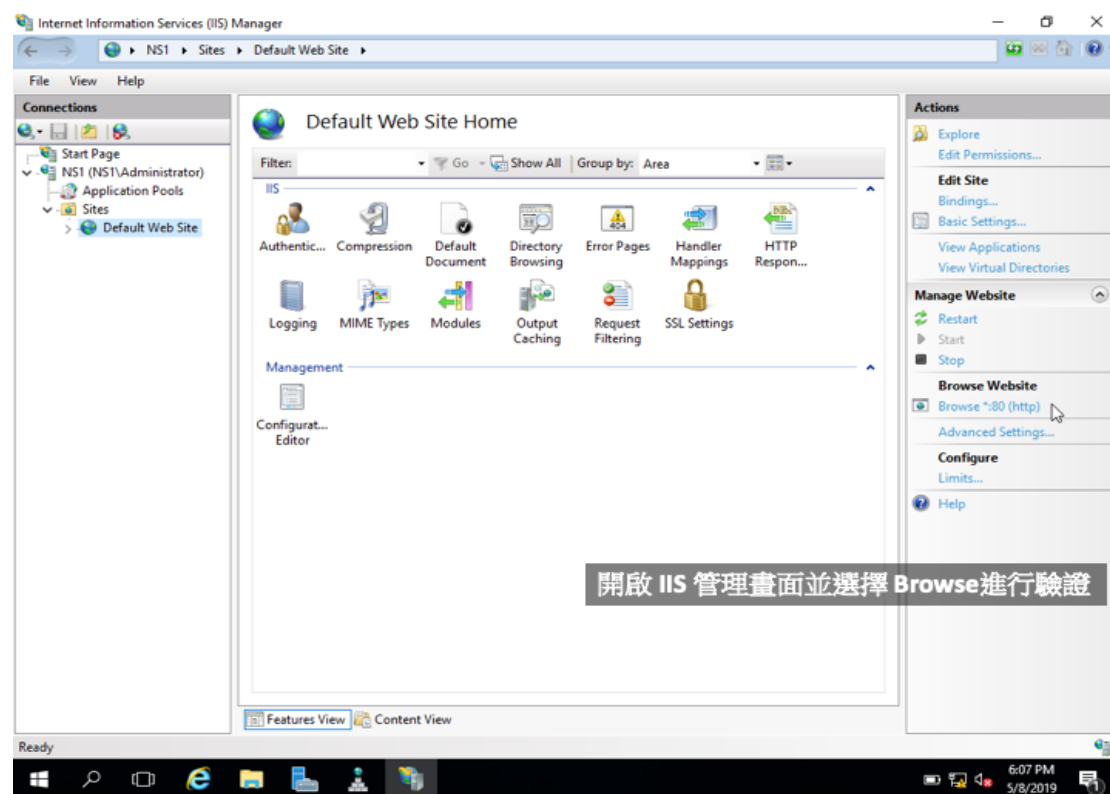 Internet Information Services (IIS) Manager
NS1 Sites Default Web Site
File View Help
Connections
Start Page
NS1 (NS1\Administrator)
Application Pools
Sites
Default Web Site
Default Web Site Home
Filter: Go Show All Group by: Area
IIS
Authentic... Compression Default Document Directory Browsing Error Pages Handler Mappings HTTP Respon...
Logging MIME Types Modules Output Caching Request Filtering SSL Settings
Management
Configurat... Editor
Features View Content View
Actions
Explore
Edit Permissions...
Edit Site
Bindings...
Basic Settings...
View Applications
View Virtual Directories
Manage Website
Restart
Start
Stop
Browse Website
Browse *:80 (http)
Advanced Settings...
Configure
Limits...
Help
開啟 IIS 管理畫面並選擇 Browse進行驗證
Ready
6:07 PM
5/8/2019